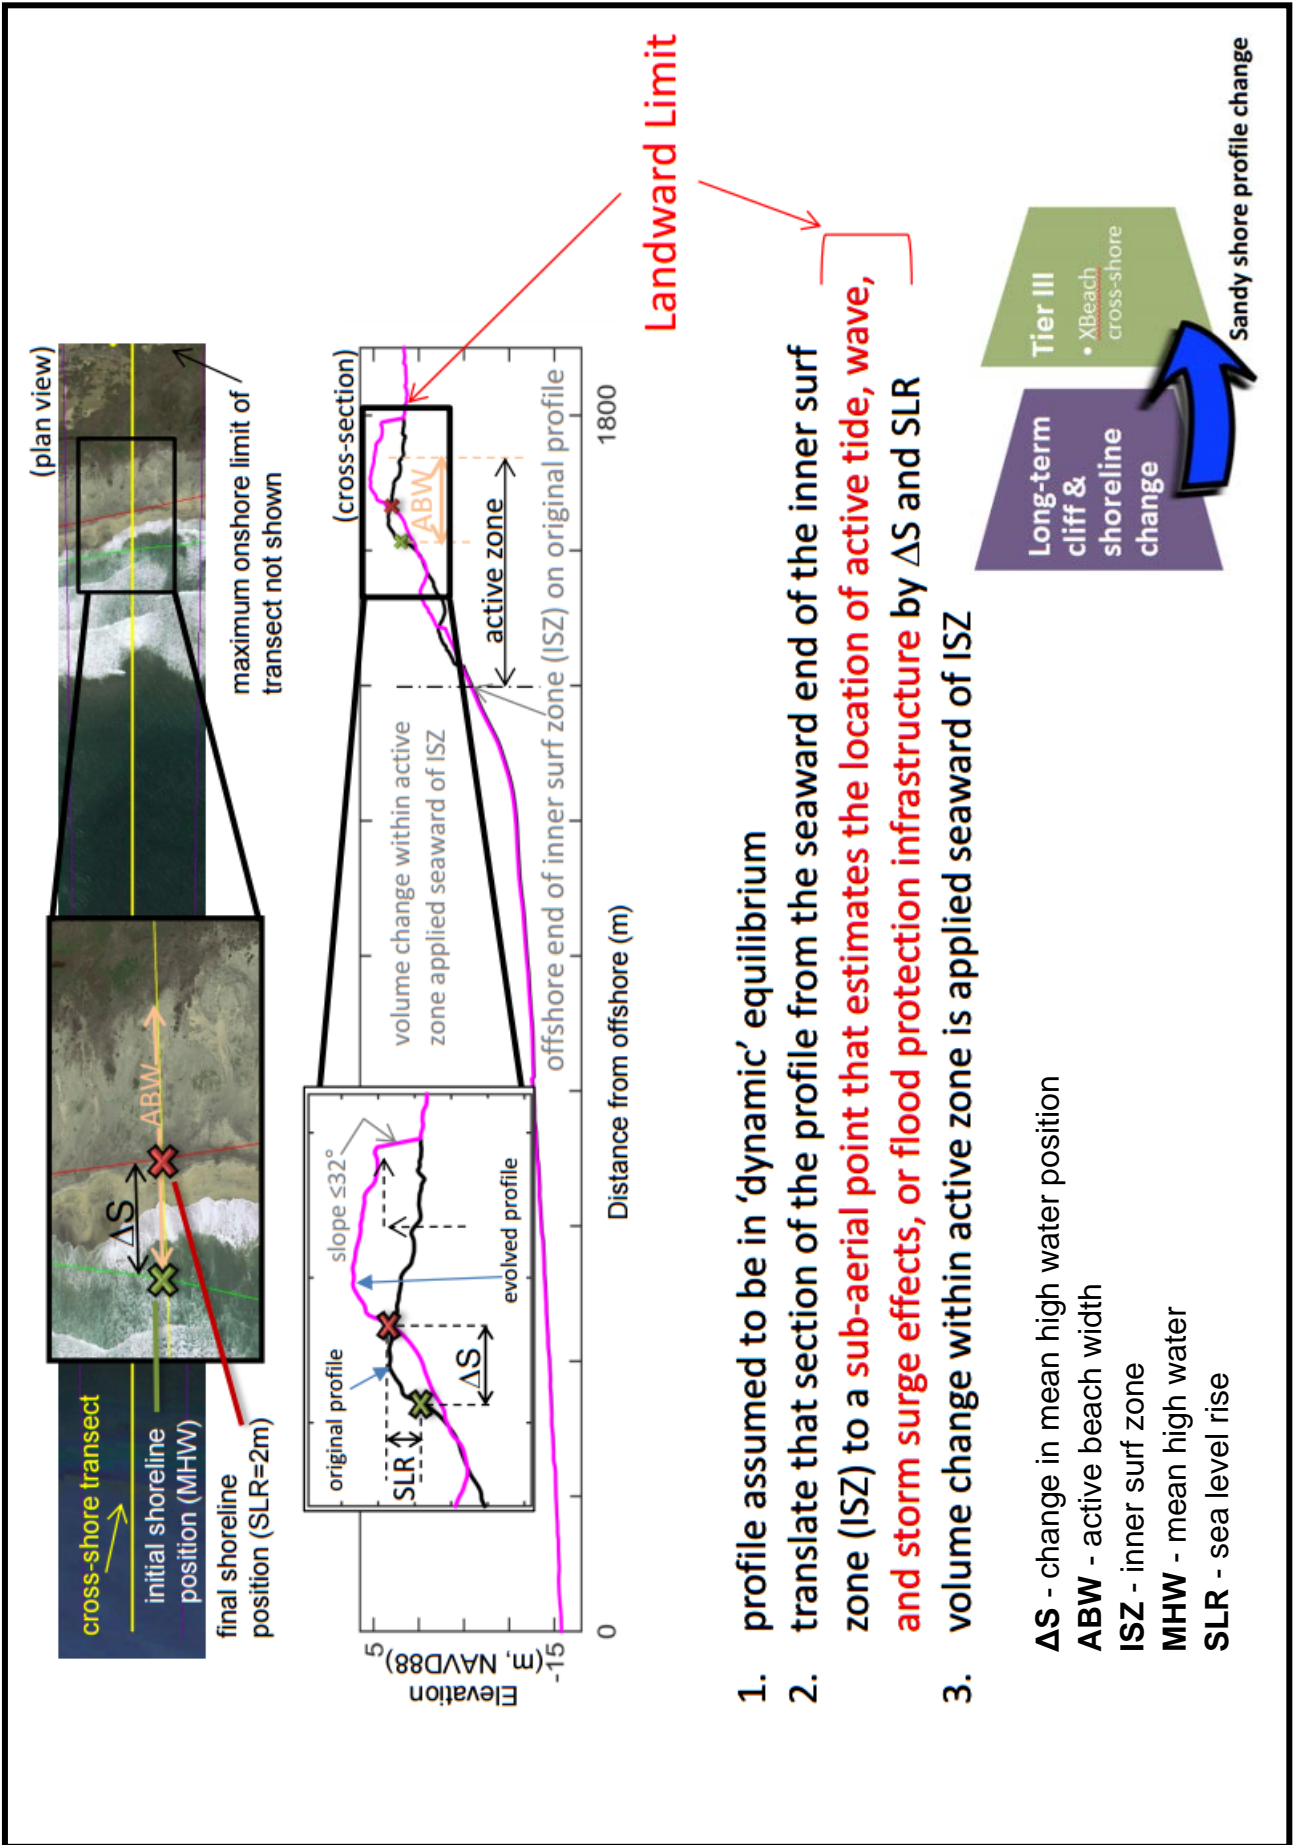 (plan view)
cross-shore transect
initial shoreline
position (MHW)
final shoreline
position (SLR=2m)
ΔS
ABW
maximum onshore limit of
transect not shown
(cross-section)
Elevation
(m, NAVD88)
5
-15
0
1800
Distance from offshore (m)
original profile
SLR
ΔS
slope ≤32°
evolved profile
volume change within active
zone applied seaward of ISZ
offshore end of inner surf zone (ISZ) on original profile
active zone
ABW
Landward Limit
1. profile assumed to be in ‘dynamic’ equilibrium
2. translate that section of the profile from the seaward end of the inner surf
zone (ISZ) to a sub-aerial point that estimates the location of active tide, wave,
and storm surge effects, or flood protection infrastructure by ΔS and SLR
3. volume change within active zone is applied seaward of ISZ
ΔS - change in mean high water position
ABW - active beach width
ISZ - inner surf zone
MHW - mean high water
SLR - sea level rise
Long-term
cliff &
shoreline
change
Tier III
• XBeach
cross-shore
Sandy shore profile change